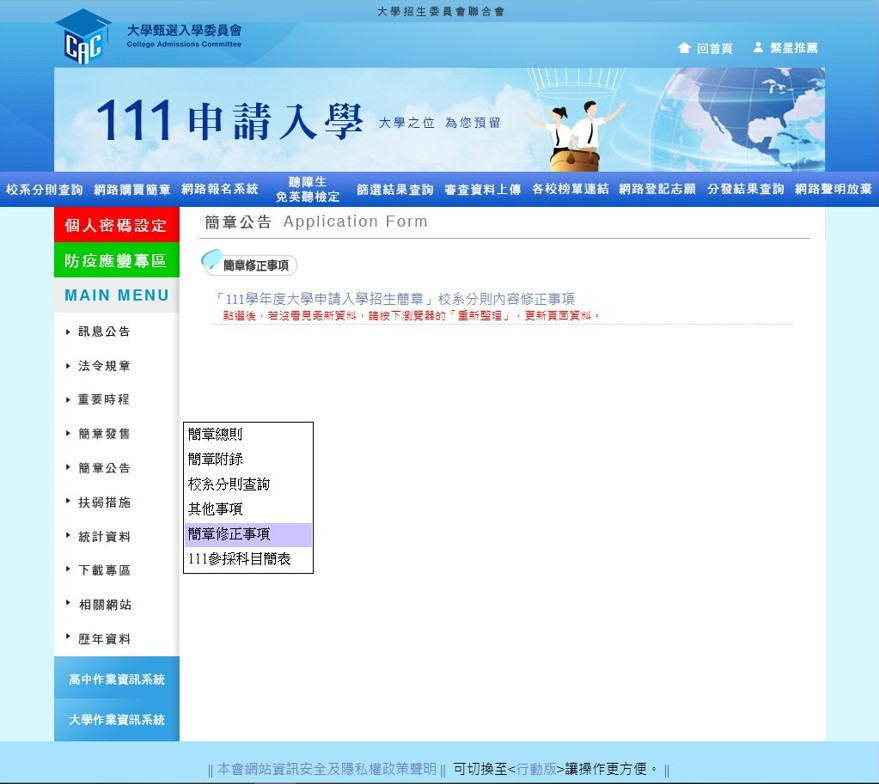 大學招生委員會聯合會
CAC
大學甄選入學委員會
College Admissions Committee
回首頁 繁星推薦
111申請入學 大學之位 為您預留
校系分則查詢 網路購買簡章 網路報名系統 聽障生 免英聽檢定 篩選結果查詢 審查資料上傳 各校榜單連結 網路登記志願 分發結果查詢 網路聲明放棄
個人密碼設定
防疫應變專區
MAIN MENU
訊息公告
法令規章
重要時程
簡章發售
簡章公告
扶弱措施
統計資料
下載專區
相關網站
歷年資料
高中作業資訊系統
大學作業資訊系統
簡章公告 Application Form
簡章修正事項
「111學年度大學申請入學招生簡章」校系分則內容修正事項
點選後，若沒看見最新資料，請按下瀏覽器的「重新整理」，更新頁面資料。
簡章總則
簡章附錄
校系分則查詢
其他事項
簡章修正事項
111參採科目簡表
|| 本會網站資訊安全及隱私權政策聲明 || 可切換至<行動版>讓操作更方便。 ||